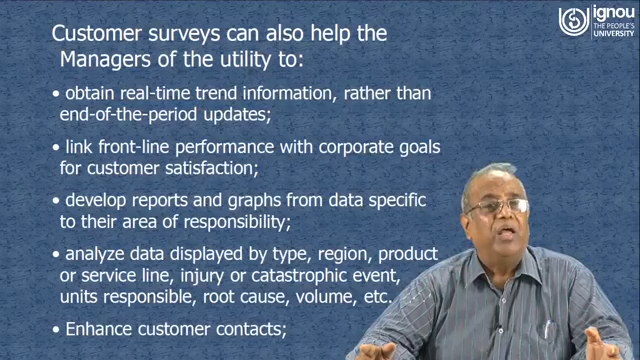 Customer surveys can also help the
Managers of the utility to:
• obtain real-time trend information, rather than
end-of-the-period updates;
• link front-line performance with corporate goals
for customer satisfaction;
• develop reports and graphs from data specific
to their area of responsibility;
• analyze data displayed by type, region, product
or service line, injury or catastrophic event,
units responsible, root cause, volume, etc.
• Enhance customer contacts;
ignou
THE PEOPLE'S
UNIVERSITY